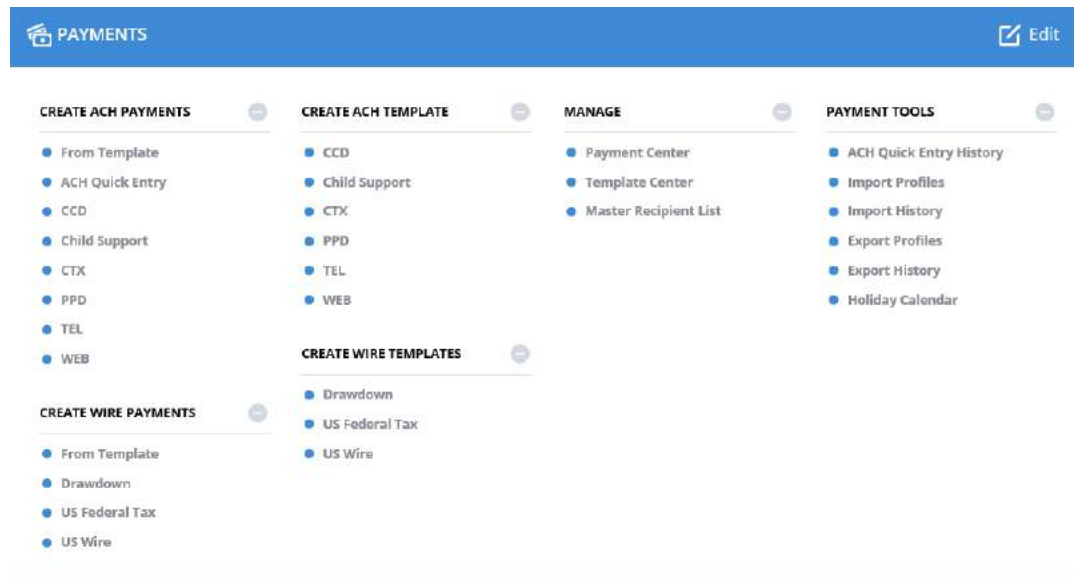 PAYMENTS
Edit
CREATE ACH PAYMENTS
From Template
ACH Quick Entry
CCD
Child Support
CTX
PPD
TEL
WEB
CREATE WIRE PAYMENTS
From Template
Drawdown
US Federal Tax
US Wire
CREATE ACH TEMPLATE
CCD
Child Support
CTX
PPD
TEL
WEB
CREATE WIRE TEMPLATES
Drawdown
US Federal Tax
US Wire
MANAGE
Payment Center
Template Center
Master Recipient List
PAYMENT TOOLS
ACH Quick Entry History
Import Profiles
Import History
Export Profiles
Export History
Holiday Calendar